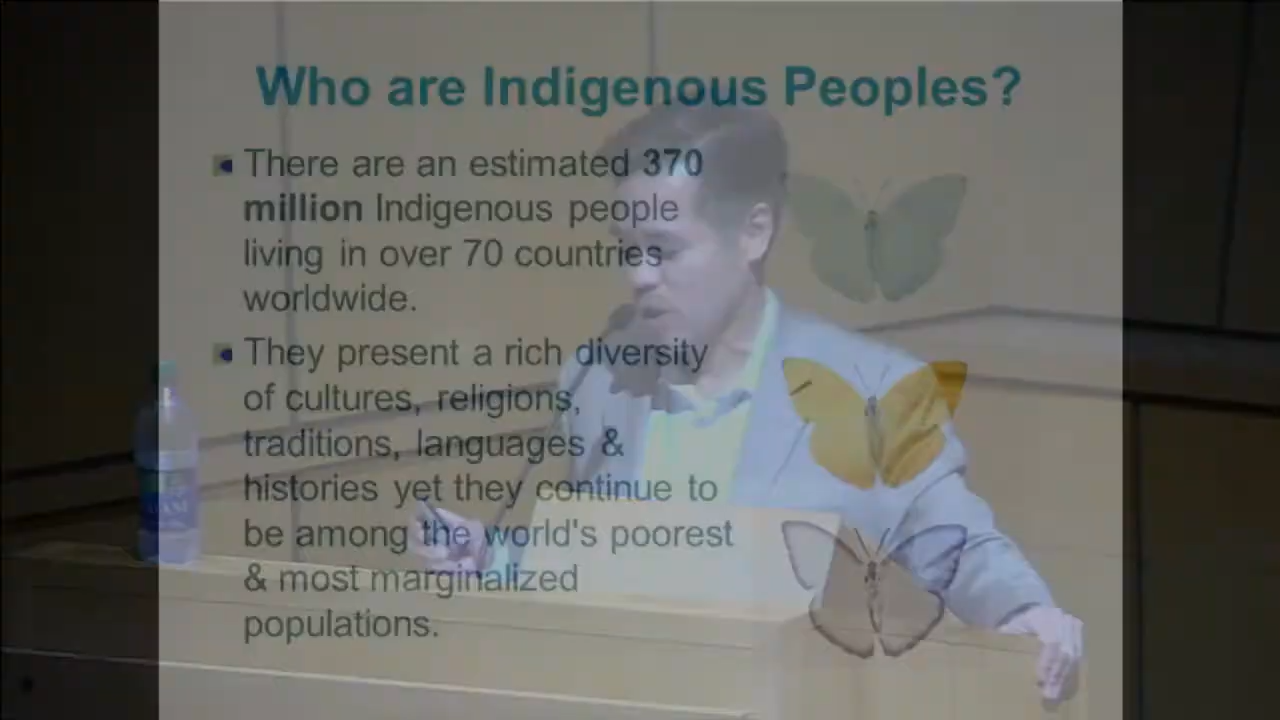 Who are Indigenous Peoples?
There are an estimated 370
million Indigenous people
living in over 70 countries
worldwide.
They present a rich diversity
of cultures, religions,
traditions, languages &
histories yet they continue to
be among the world's poorest
& most marginalized
populations.